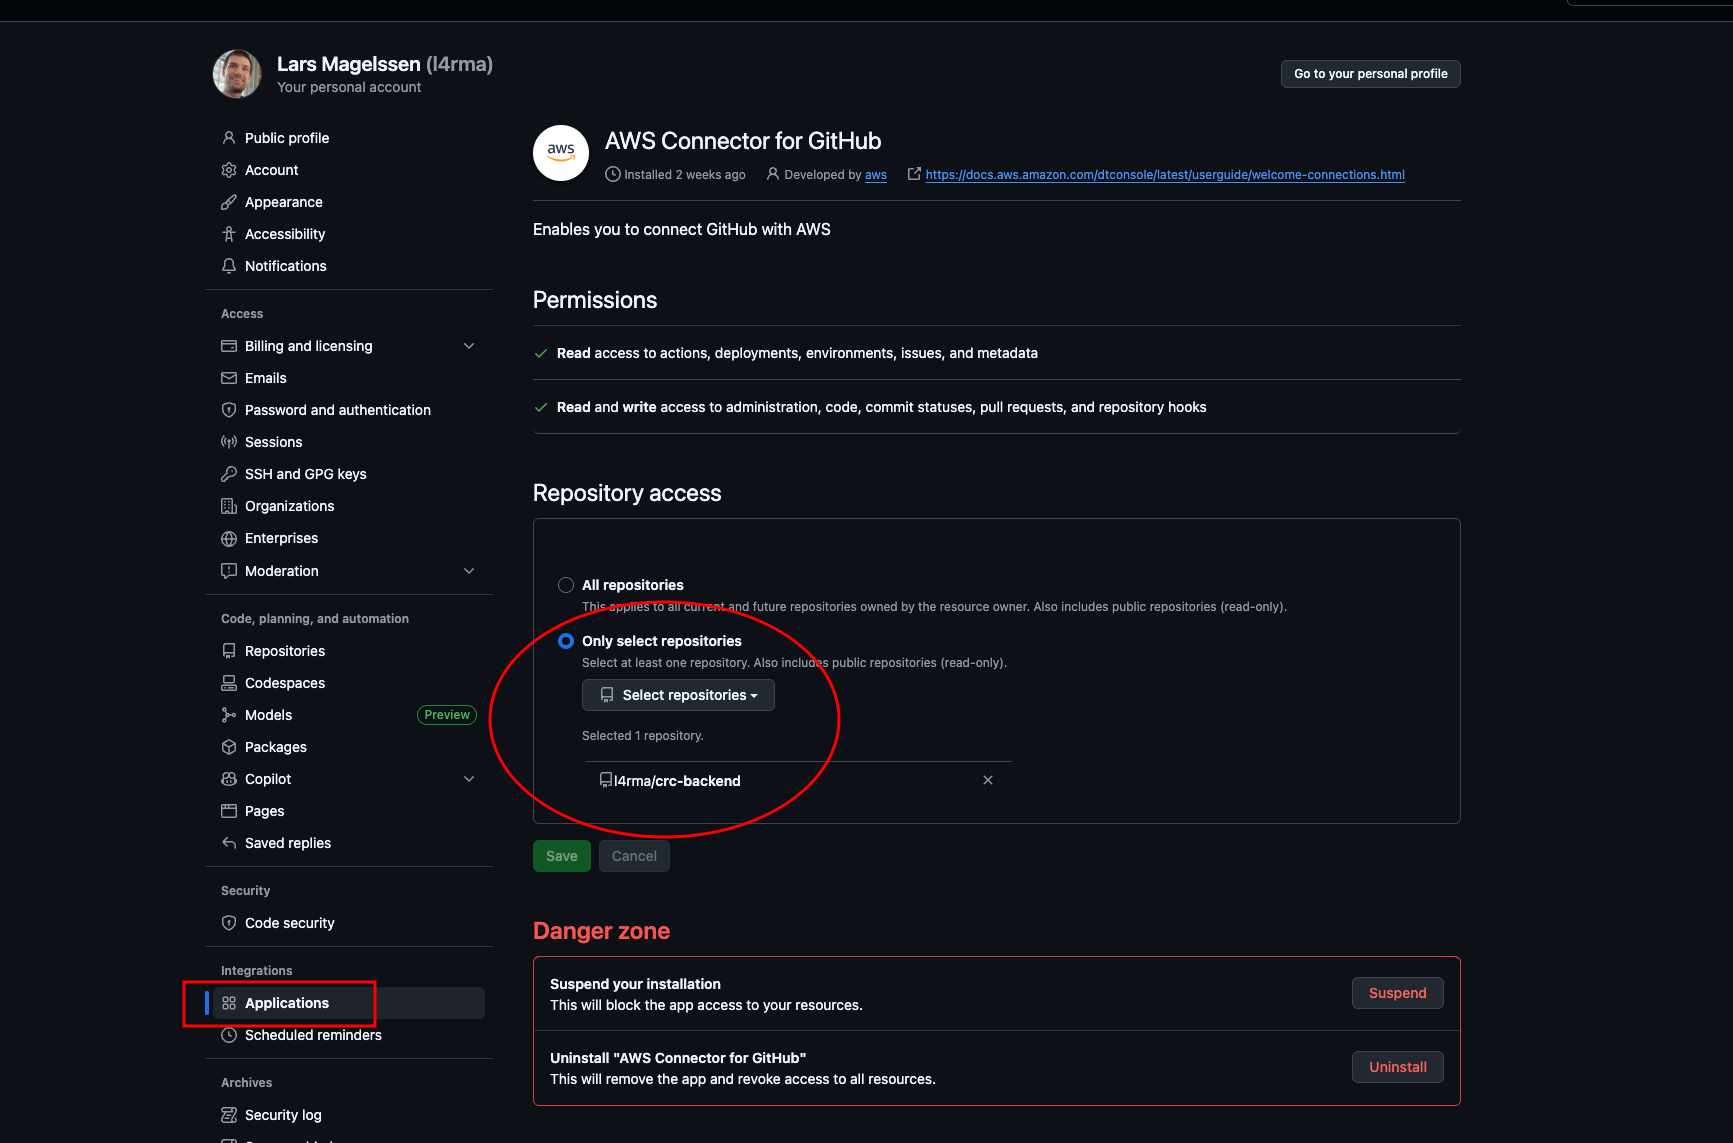 Lars Magelssen (l4rma)
Your personal account
Go to your personal profile
Public profile
Account
Appearance
Accessibility
Notifications
Access
Billing and licensing
Emails
Password and authentication
Sessions
SSH and GPG keys
Organizations
Enterprises
Moderation
Code, planning, and automation
Repositories
Codespaces
Models
Preview
Packages
Copilot
Pages
Saved replies
Security
Code security
Integrations
Applications
Scheduled reminders
Archives
Security log
aws
AWS Connector for GitHub
Installed 2 weeks ago
Developed by aws
https://docs.aws.amazon.com/dtconsole/latest/userguide/welcome-connections.html
Enables you to connect GitHub with AWS
Permissions
Read access to actions, deployments, environments, issues, and metadata
Read and write access to administration, code, commit statuses, pull requests, and repository hooks
Repository access
All repositories
This applies to all current and future repositories owned by the resource owner. Also includes public repositories (read-only).
Only select repositories
Select at least one repository. Also includes public repositories (read-only).
Select repositories
Selected 1 repository.
l4rma/crc-backend
Save
Cancel
Danger zone
Suspend your installation
This will block the app access to your resources.
Suspend
Uninstall "AWS Connector for GitHub"
This will remove the app and revoke access to all resources.
Uninstall